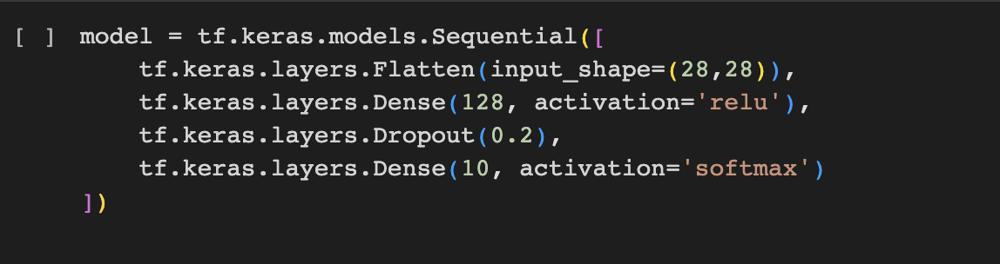 [ ] model = tf.keras.models.Sequential([
tf.keras.layers.Flatten(input_shape=(28,28)),
tf.keras.layers.Dense(128, activation='relu'),
tf.keras.layers.Dropout(0.2),
tf.keras.layers.Dense(10, activation='softmax')
])